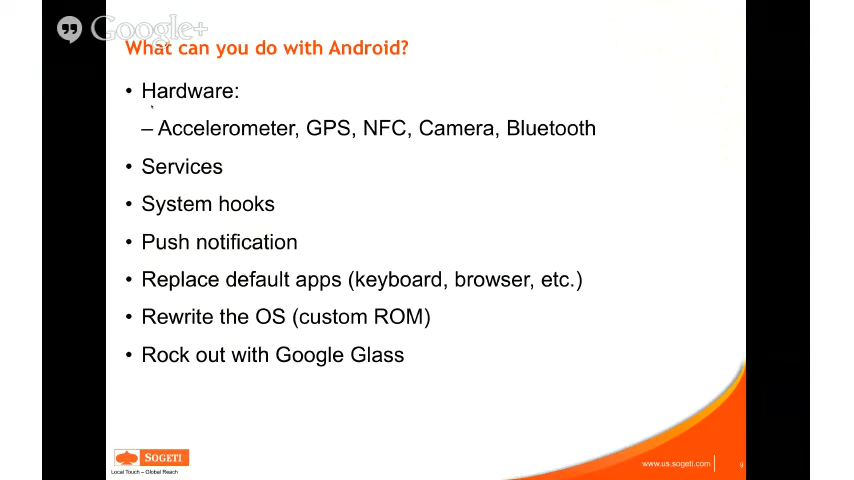 Google+
What can you do with Android?
• Hardware:
– Accelerometer, GPS, NFC, Camera, Bluetooth
• Services
• System hooks
• Push notification
• Replace default apps (keyboard, browser, etc.)
• Rewrite the OS (custom ROM)
• Rock out with Google Glass
SOGETI
Local Touch – Global Reach
www.us.sogeti.com
9